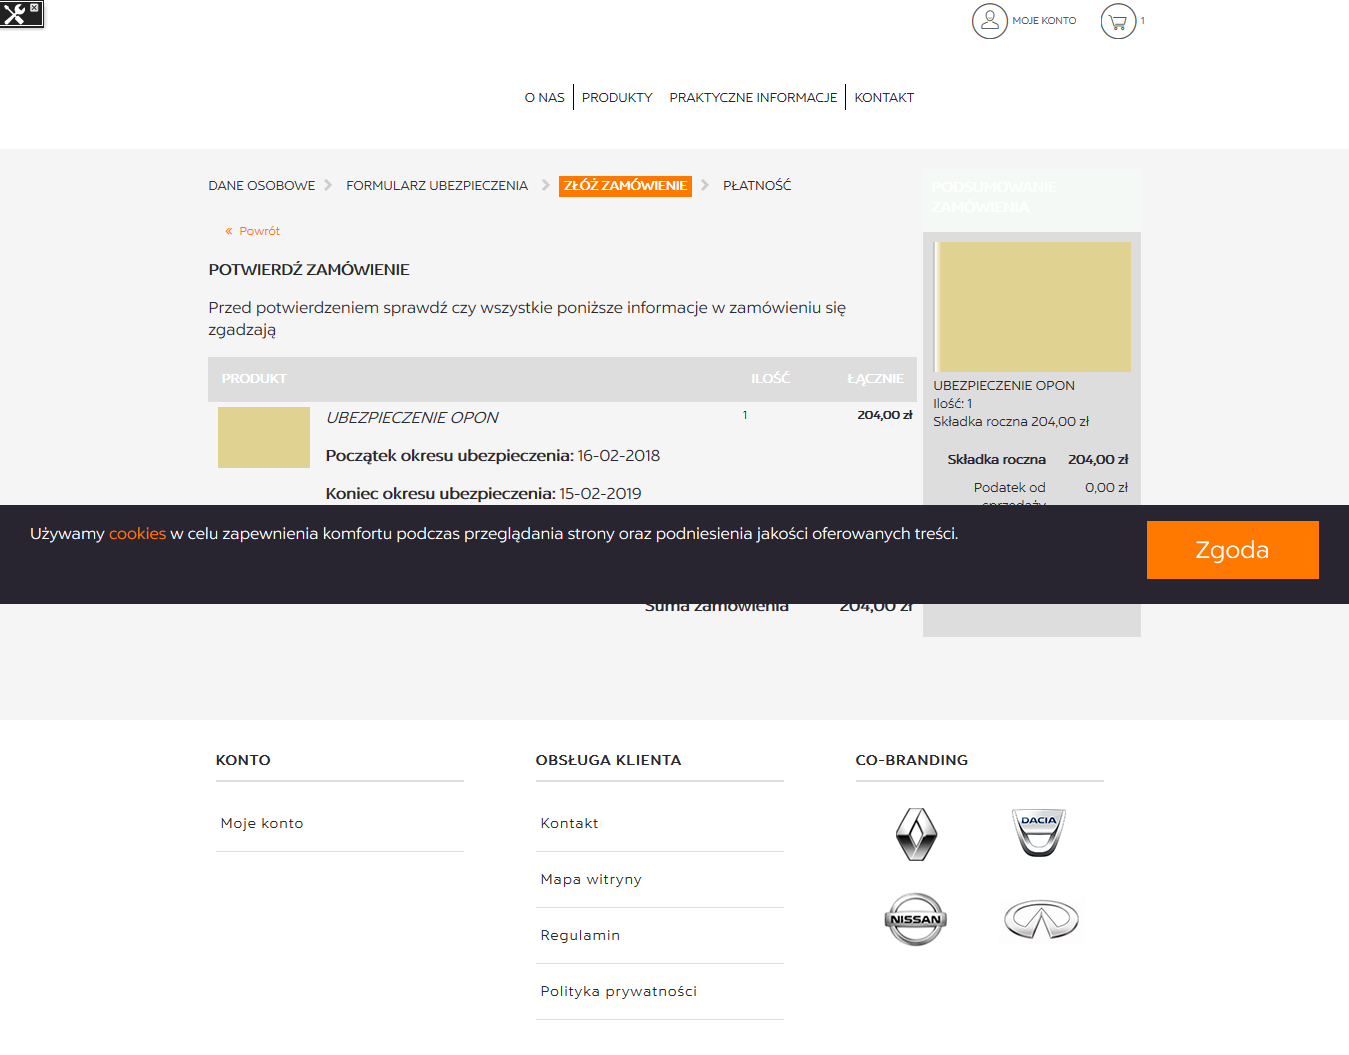 MOJE KONTO
1
O NAS
PRODUKTY
PRAKTYCZNE INFORMACJE
KONTAKT
DANE OSOBOWE
FORMULARZ UBEZPIECZENIA
ZŁÓŻ ZAMÓWIENIE
PŁATNOŚĆ
« Powrót
POTWIERDŹ ZAMÓWIENIE
Przed potwierdzeniem sprawdź czy wszystkie poniższe informacje w zamówieniu się
zgadzają
PRODUKT ILOŚĆ ŁĄCZNIE
UBEZPIECZENIE OPON 1 204,00 zł
Początek okresu ubezpieczenia: 16-02-2018
Koniec okresu ubezpieczenia: 15-02-2019
Suma zamówienia 204,00 zł
PODSUMOWANIE
ZAMÓWIENIA
UBEZPIECZENIE OPON
Ilość: 1
Składka roczna 204,00 zł
Składka roczna 204,00 zł
Podatek od 0,00 zł
sprzedaży
Używamy cookies w celu zapewnienia komfortu podczas przeglądania strony oraz podniesienia jakości oferowanych treści.
Zgoda
KONTO
Moje konto
OBSŁUGA KLIENTA
Kontakt
Mapa witryny
Regulamin
Polityka prywatności
CO-BRANDING
DACIA
NISSAN